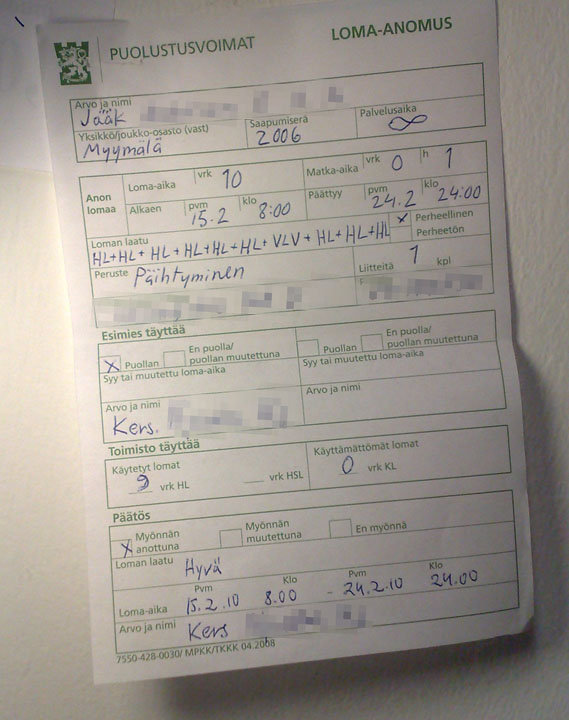 PUOLUSTUSVOIMAT
LOMA-ANOMUS
Arvo ja nimi
Jääk
Yksikkö/joukko-osasto (vast) Saapumiserä Palvelusaika
Myymälä 2006 ∞
Anon lomaa
Loma-aika vrk 10 Matka-aika vrk 0 h 1
Alkaen pvm 15.2 klo 8:00 Päättyy pvm 24.2 klo 24:00
Loman laatu
HL+HL+HL+HL+HL+HL+VLV+HL+HL+HL
x Perheellinen
Perheetön
Peruste Päihtyminen Liitteitä 1 kpl
Esimies täyttää
X Puollan En puolla/ puollan muutettuna Puollan En puolla/ puollan muutettuna
Syy tai muutettu loma-aika Syy tai muutettu loma-aika
Arvo ja nimi Arvo ja nimi
Kers.
Toimisto täyttää
Käytetyt lomat Käyttämättömät lomat
9 vrk HL vrk HSL 0 vrk KL
Päätös
X Myönnän anottuna Myönnän muutettuna En myönnä
Loman laatu Hyvä
Pvm Klo Pvm Klo
Loma-aika 15.2.10 8.00 - 24.2.10 24.00
Arvo ja nimi Kers
7550-428-0030/ MPKK/TKKK 04.2008